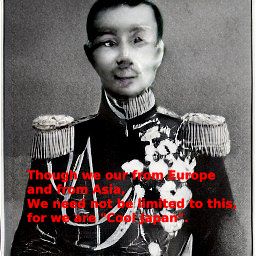 Though we our from Europe
and from Asia,
We need not be limited to this,
for we are "Cool Japan".